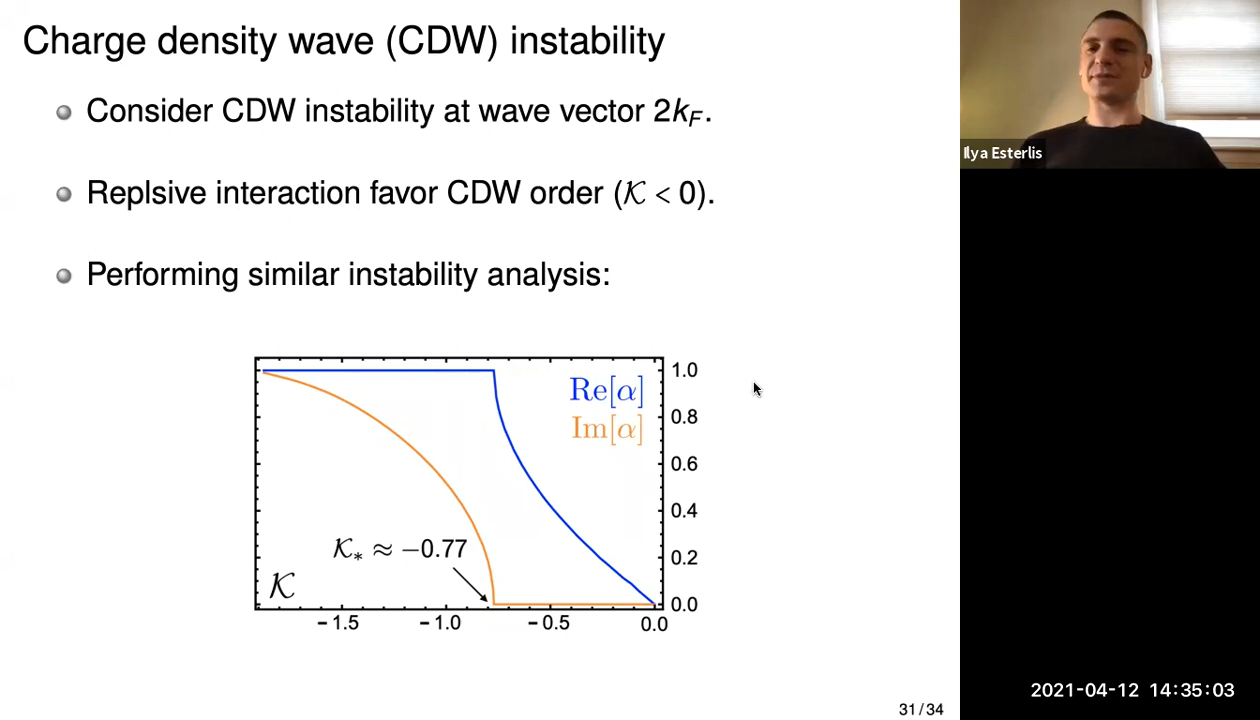 Charge density wave (CDW) instability
Consider CDW instability at wave vector 2k_F.
Replsive interaction favor CDW order (𝒦 < 0).
Performing similar instability analysis:
Re[α]
Im[α]
𝒦∗ ≈ −0.77
𝒦
1.0
0.8
0.6
0.4
0.2
0.0
−1.5 −1.0 −0.5 0.0
31 / 34
Ilya Esterlis
2021-04-12 14:35:03